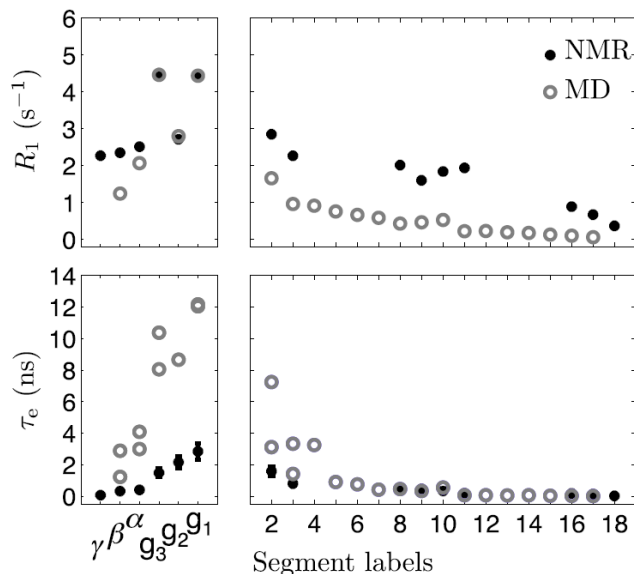 6
5
4
3
2
1
0
R₁ (s⁻¹)
NMR
MD
14
12
10
8
6
4
2
0
τₑ (ns)
γ β α g₃ g₂ g₁
2 4 6 8 10 12 14 16 18
Segment labels